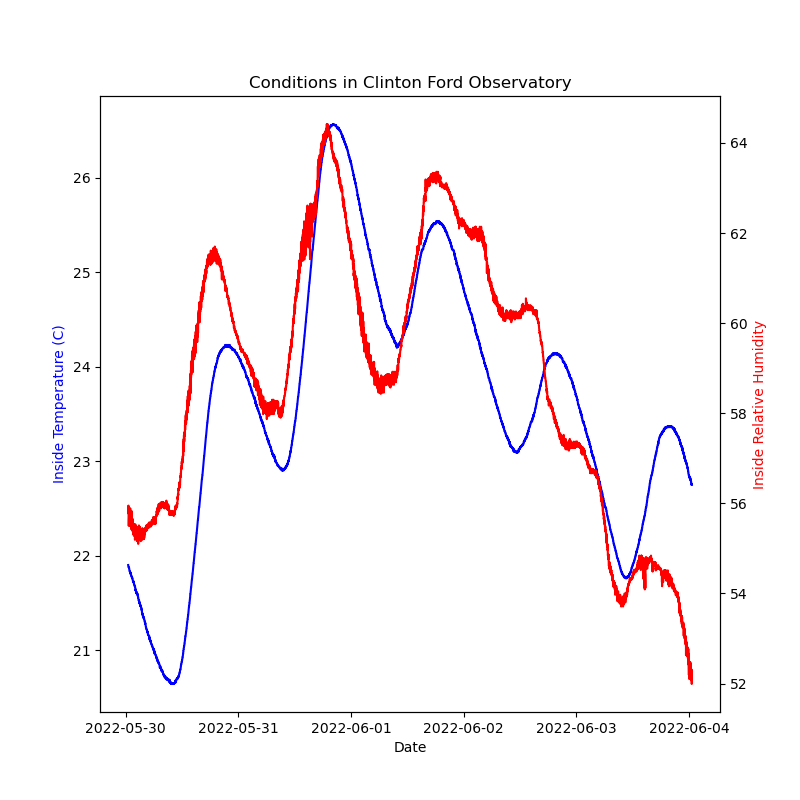 Conditions in Clinton Ford Observatory
Inside Temperature (C)
26
25
24
23
22
21
64
62
60
58
56
54
52
Inside Relative Humidity
2022-05-30 2022-05-31 2022-06-01 2022-06-02 2022-06-03 2022-06-04
Date